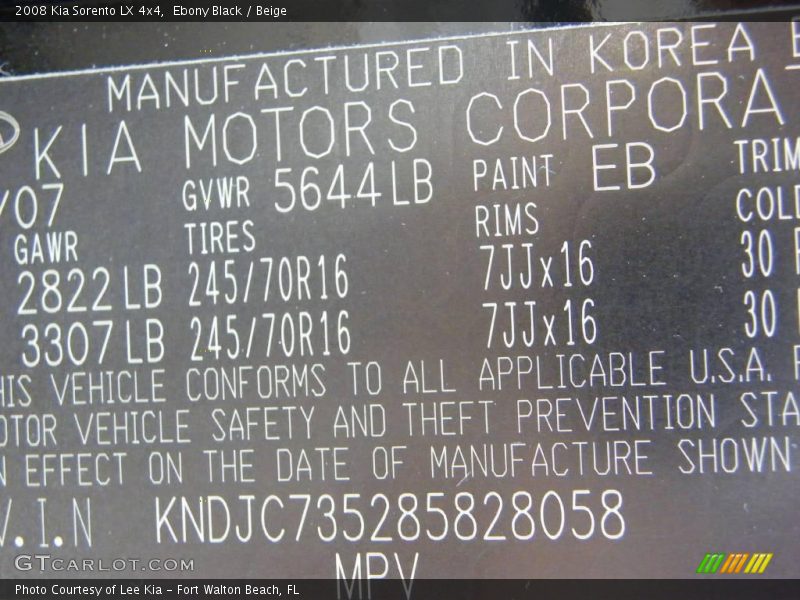 2008 Kia Sorento LX 4x4,  Ebony Black / Beige
MANUFACTURED IN KOREA
KIA MOTORS CORPORA
/07 GVWR 5644LB PAINT EB TRIM
GAWR TIRES RIMS COLD
2822LB 245/70R16 7JJx16 30
3307LB 245/70R16 7JJx16 30
HIS VEHICLE CONFORMS TO ALL APPLICABLE U.S.A. F
OTOR VEHICLE SAFETY AND THEFT PREVENTION STA
N EFFECT ON THE DATE OF MANUFACTURE SHOWN
V.I.N KNDJC735285828058
MPV
GTCARLOT.COM
Photo Courtesy of Lee Kia – Fort Walton Beach, FL